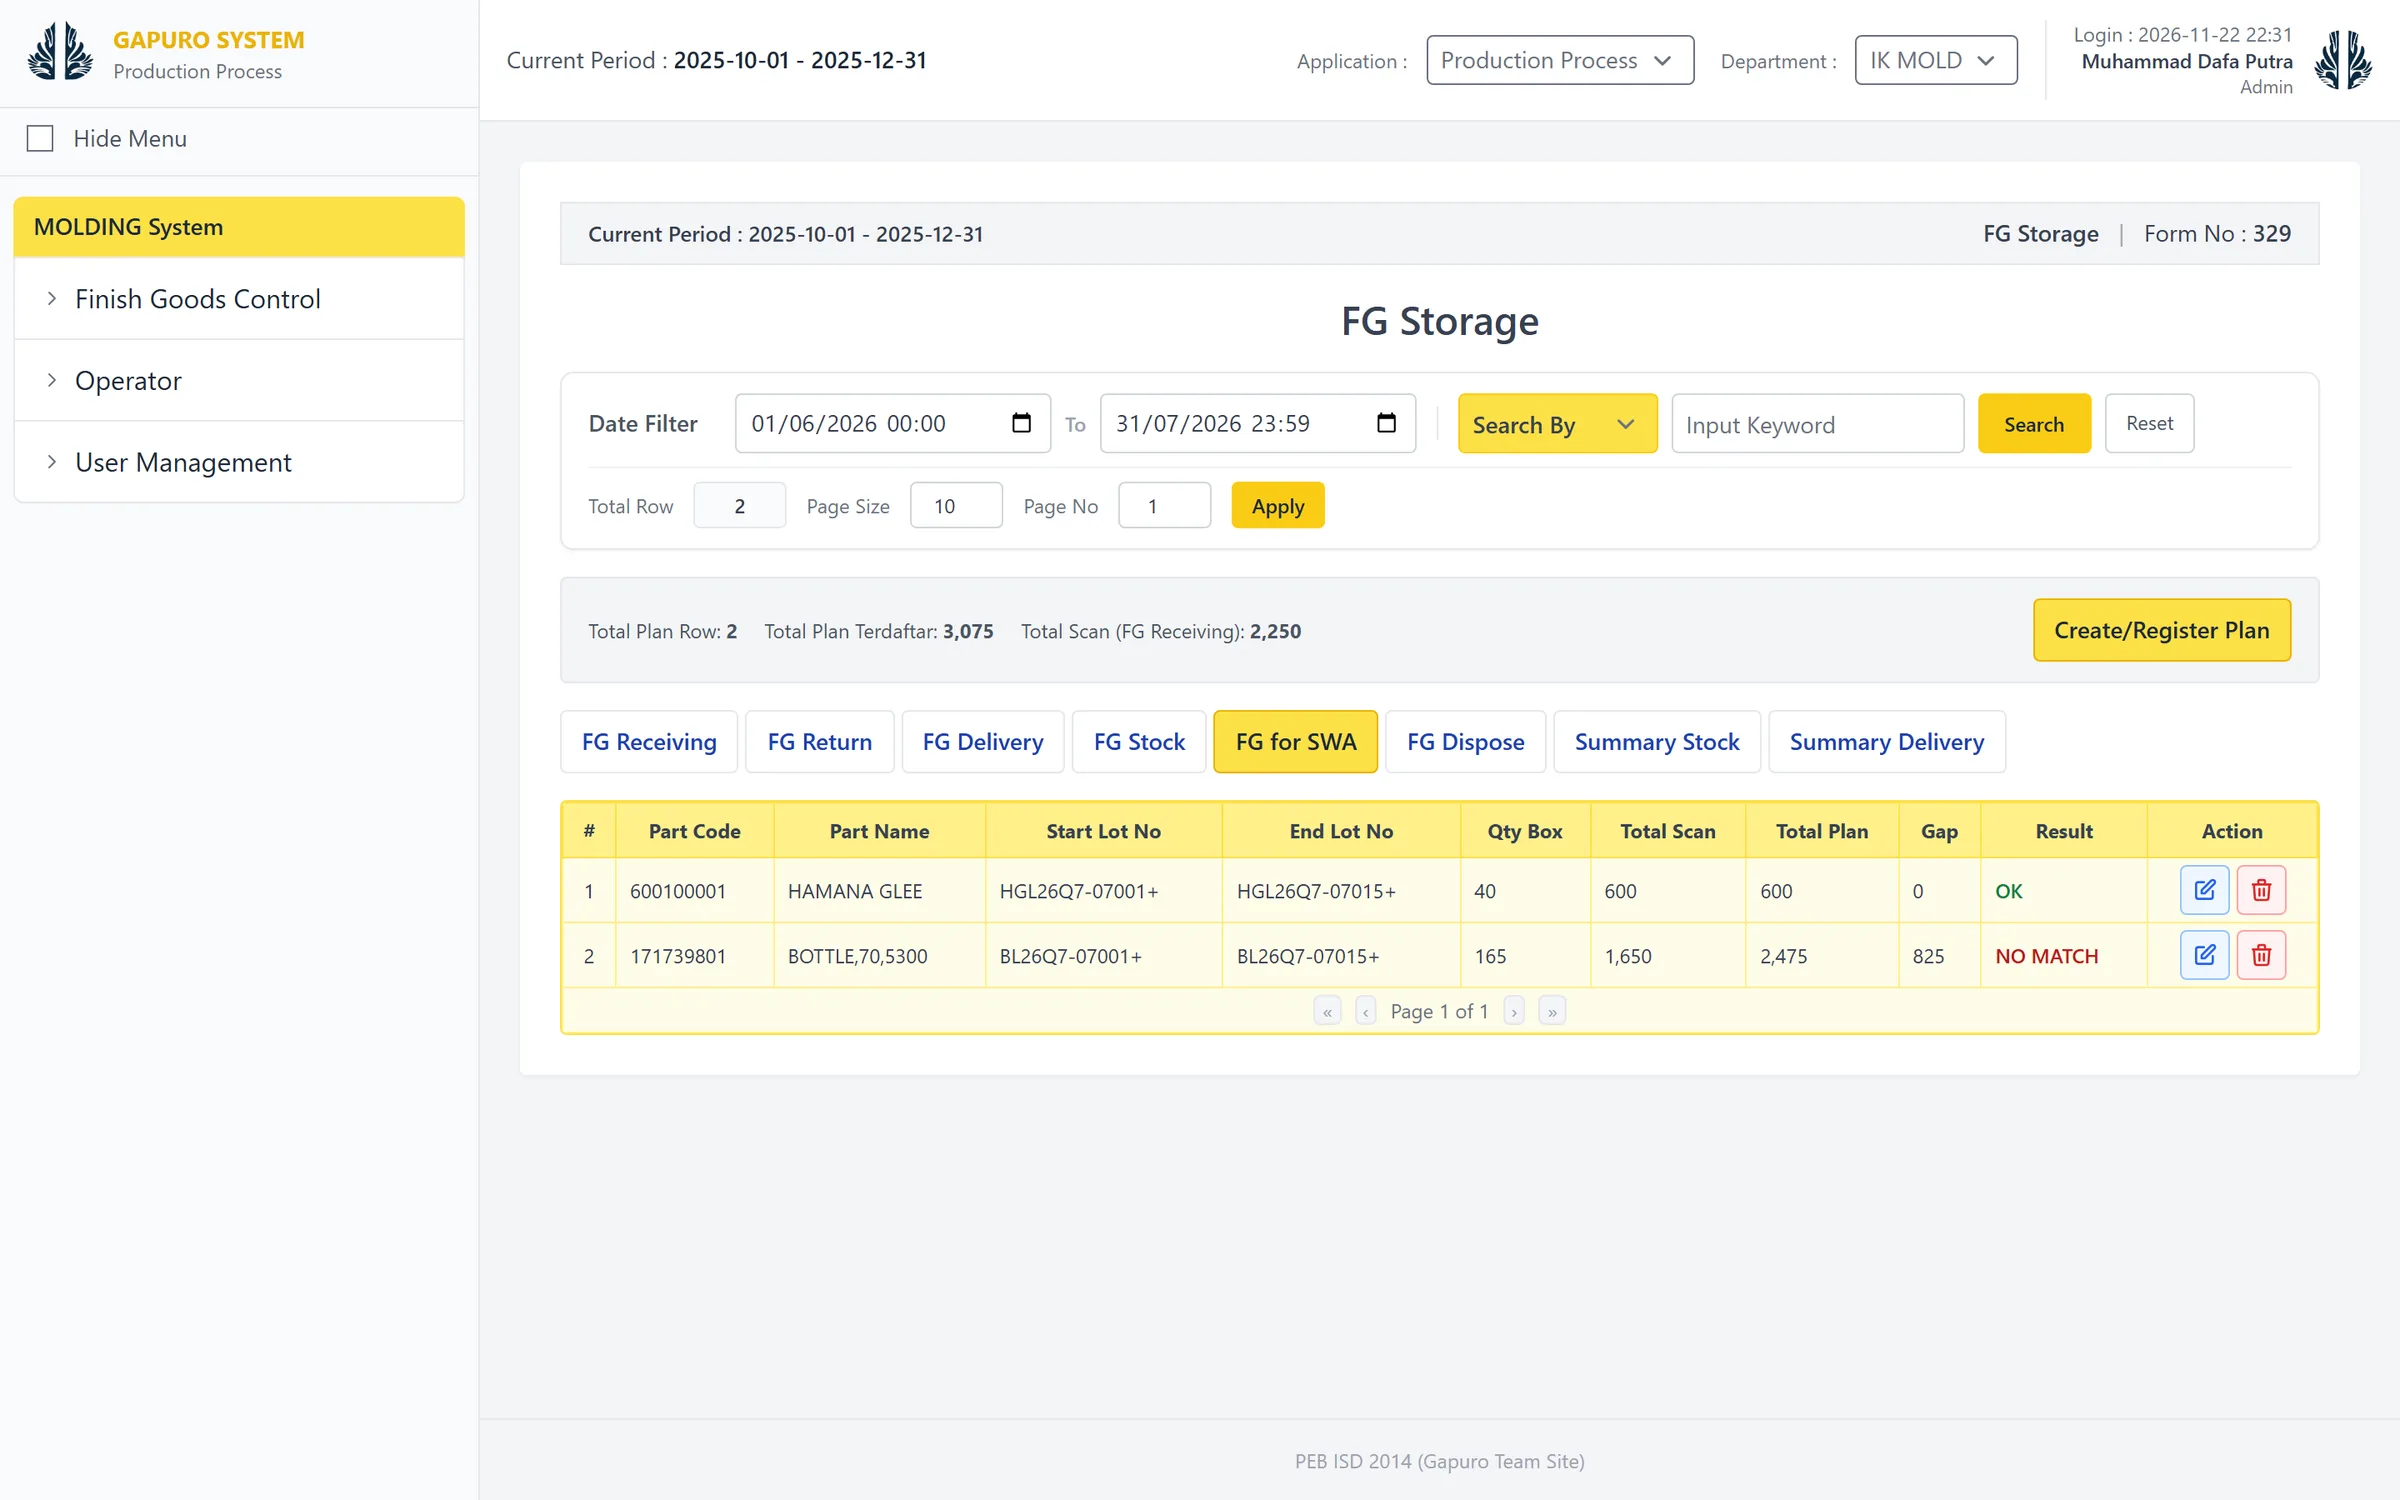 GAPURO SYSTEM
Production Process
Hide Menu
MOLDING System
Finish Goods Control
Operator
User Management
Current Period : 2025-10-01 - 2025-12-31
Application : Production Process
Department : IK MOLD
Login : 2026-11-22 22:31
Muhammad Dafa Putra
Admin
Current Period : 2025-10-01 - 2025-12-31
FG Storage | Form No : 329
FG Storage
Date Filter 01/06/2026 00:00 To 31/07/2026 23:59 Search By Input Keyword Search Reset
Total Row 2 Page Size 10 Page No 1 Apply
Total Plan Row: 2 Total Plan Terdaftar: 3,075 Total Scan (FG Receiving): 2,250 Create/Register Plan
FG Receiving FG Return FG Delivery FG Stock FG for SWA FG Dispose Summary Stock Summary Delivery
# Part Code Part Name Start Lot No End Lot No Qty Box Total Scan Total Plan Gap Result Action
1 600100001 HAMANA GLEE HGL26Q7-07001+ HGL26Q7-07015+ 40 600 600 0 OK
2 171739801 BOTTLE,70,5300 BL26Q7-07001+ BL26Q7-07015+ 165 1,650 2,475 825 NO MATCH
« ‹ Page 1 of 1 › »
PEB ISD 2014 (Gapuro Team Site)